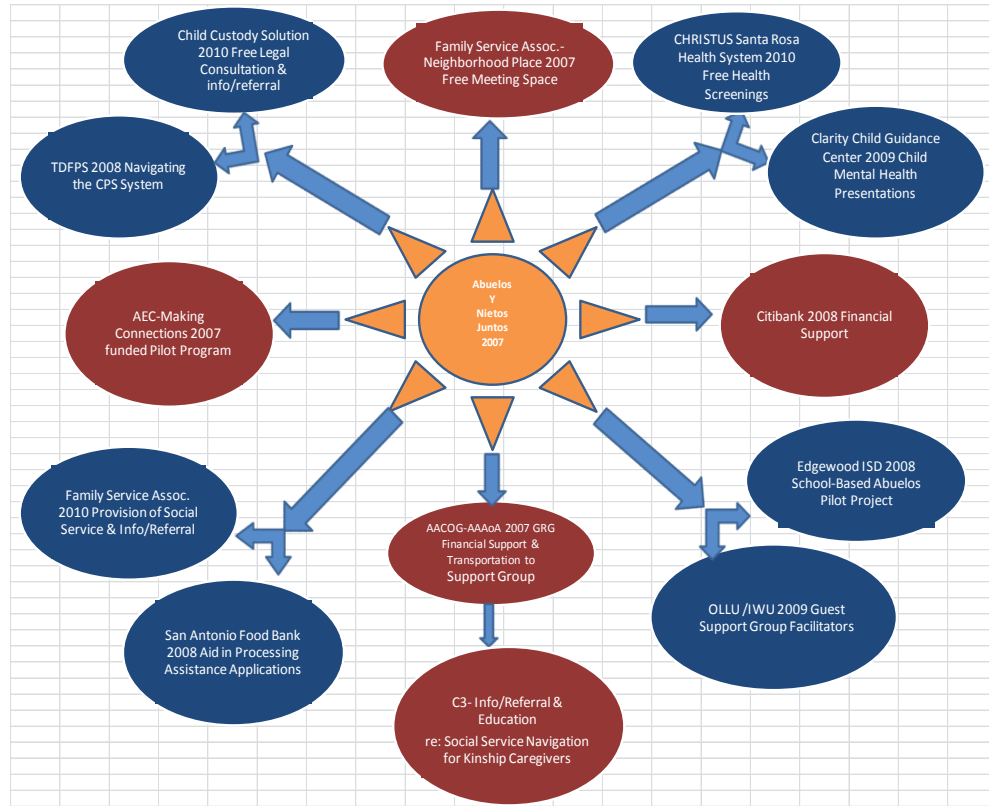 Child Custody Solution
2010 Free Legal
Consultation &
info/referral
Family Service Assoc.-
Neighborhood Place 2007
Free Meeting Space
CHRISTUS Santa Rosa
Health System 2010
Free Health
Screenings
TDFPS 2008 Navigating
the CPS System
Clarity Child Guidance
Center 2009 Child
Mental Health
Presentations
Abuelos
Y
Nietos
Juntos
2007
AEC-Making
Connections 2007
funded Pilot Program
Citibank 2008 Financial
Support
Family Service Assoc.
2010 Provision of Social
Service & Info/Referral
AACOG-AAAoA 2007 GRG
Financial Support &
Transportation to
Support Group
Edgewood ISD 2008
School-Based Abuelos
Pilot Project
San Antonio Food Bank
2008 Aid in Processing
Assistance Applications
OLLU /IWU 2009 Guest
Support Group Facilitators
C3- Info/Referral &
Education
re: Social Service Navigation
for Kinship Caregivers